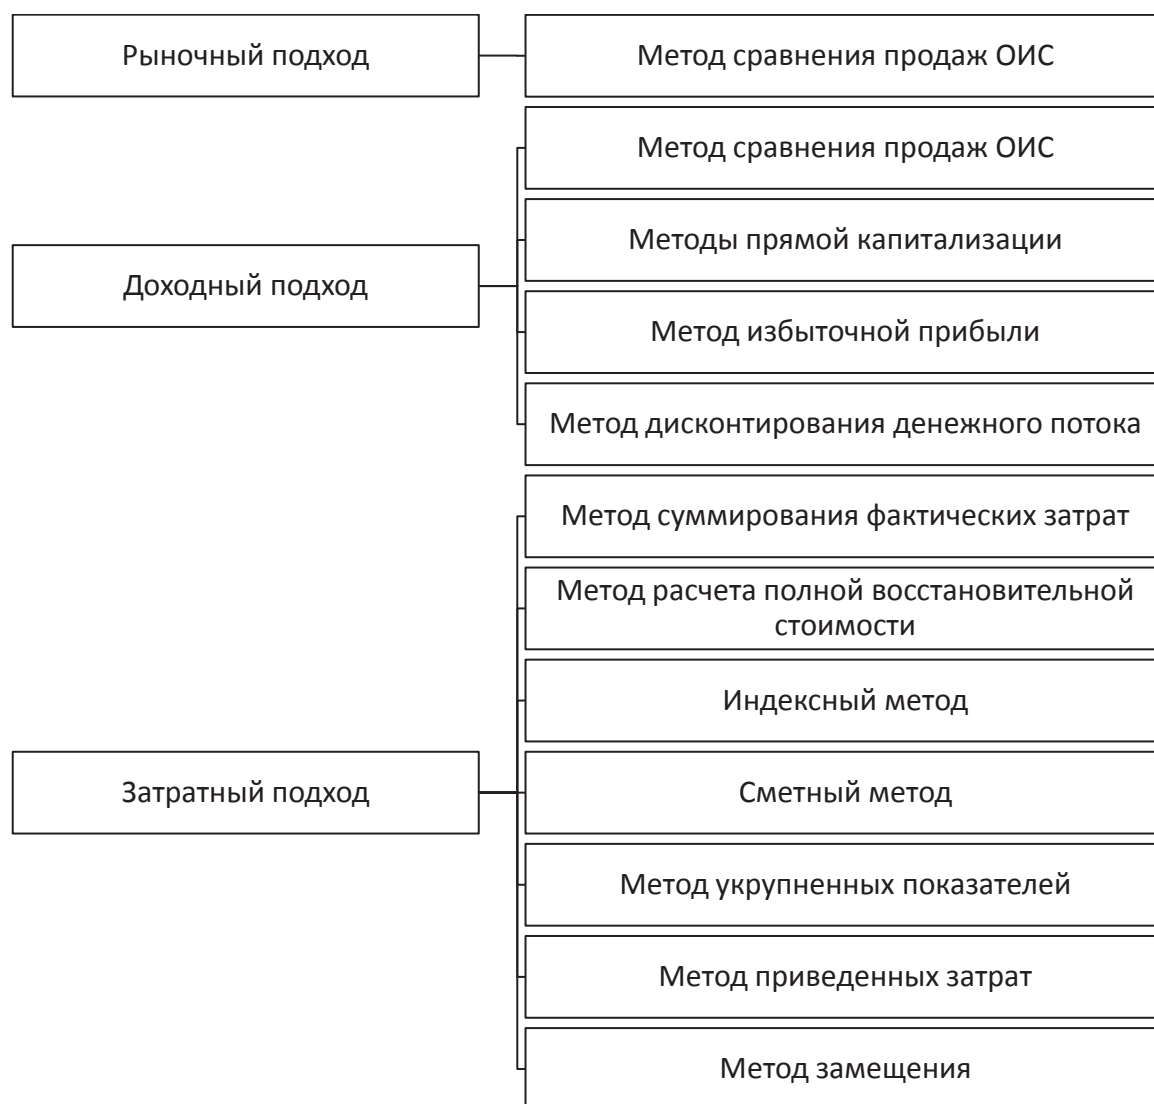 Рыночный подход
Метод сравнения продаж ОИС
Доходный подход
Метод сравнения продаж ОИС
Методы прямой капитализации
Метод избыточной прибыли
Метод дисконтирования денежного потока
Затратный подход
Метод суммирования фактических затрат
Метод расчета полной восстановительной
стоимости
Индексный метод
Сметный метод
Метод укрупненных показателей
Метод приведенных затрат
Метод замещения